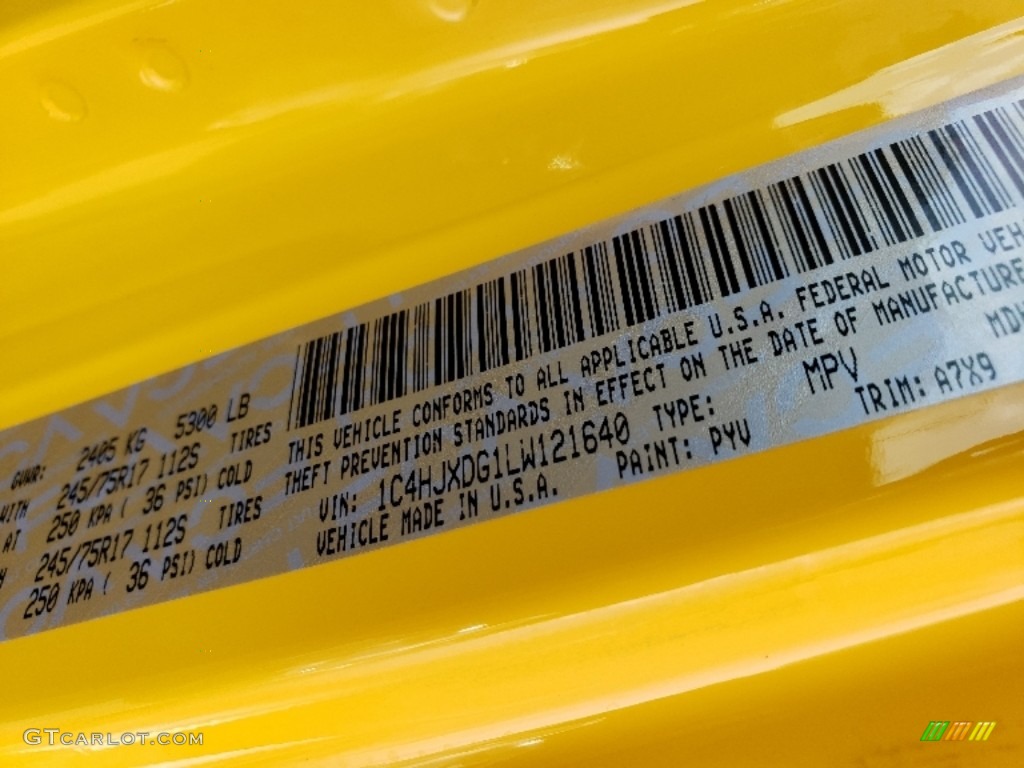 GVWR: 2405 KG 5300 LB
WITH 245/75R17 112S TIRES
AT 250 KPA ( 36 PSI) COLD
245/75R17 112S TIRES
250 KPA ( 36 PSI) COLD
THIS VEHICLE CONFORMS TO ALL APPLICABLE U.S.A. FEDERAL MOTOR VEH
THEFT PREVENTION STANDARDS IN EFFECT ON THE DATE OF MANUFACTURE
VIN: 1C4HJXDG1LW121640 TYPE: MPV
VEHICLE MADE IN U.S.A. PAINT: PYV TRIM: A7X9
GTCARLOT.COM